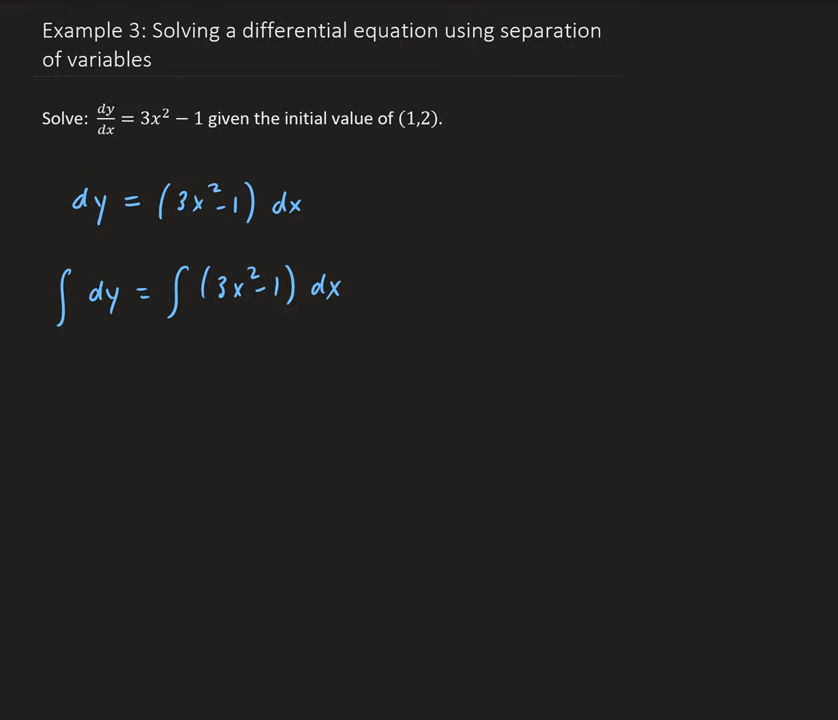 Example 3: Solving a differential equation using separation
of variables
Solve: dy/dx = 3x² − 1 given the initial value of (1,2).
dy = (3x²-1) dx
∫ dy = ∫ (3x²-1) dx